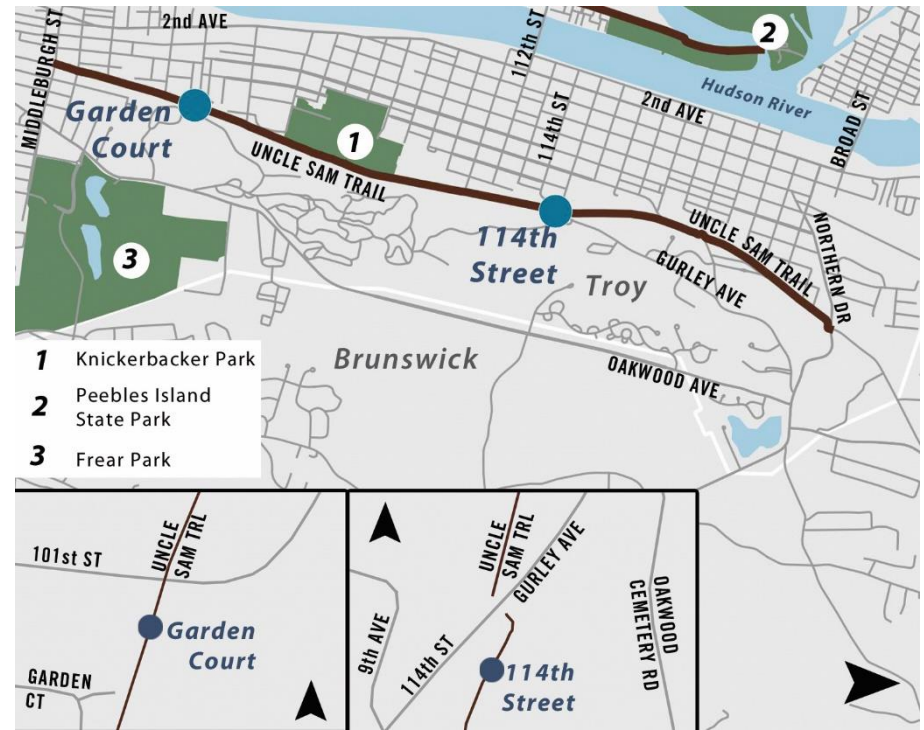 MIDDLEBURGH ST
2nd AVE
112th ST
2
Hudson River
Garden
Court
1
2nd AVE
BROAD ST
114th ST
UNCLE SAM TRAIL
114th
Street
UNCLE SAM TRAIL
NORTHERN DR
3
GURLEY AVE
Troy
Brunswick
OAKWOOD AVE
1 Knickerbacker Park
2 Peebles Island
State Park
3 Frear Park
101st ST
UNCLE
SAM TRL
Garden
Court
GARDEN
CT
UNCLE
SAM TRL
GURLEY AVE
9th AVE
114th ST
114th
Street
OAKWOOD
CEMETERY RD